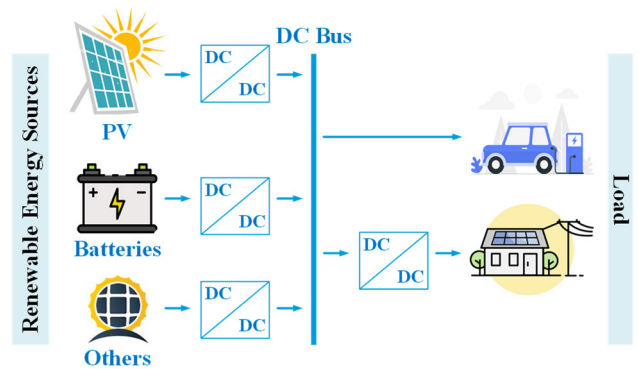 Renewable Energy Sources
PV
DC
DC
DC Bus
Batteries
DC
DC
Others
DC
DC
DC
DC
Load